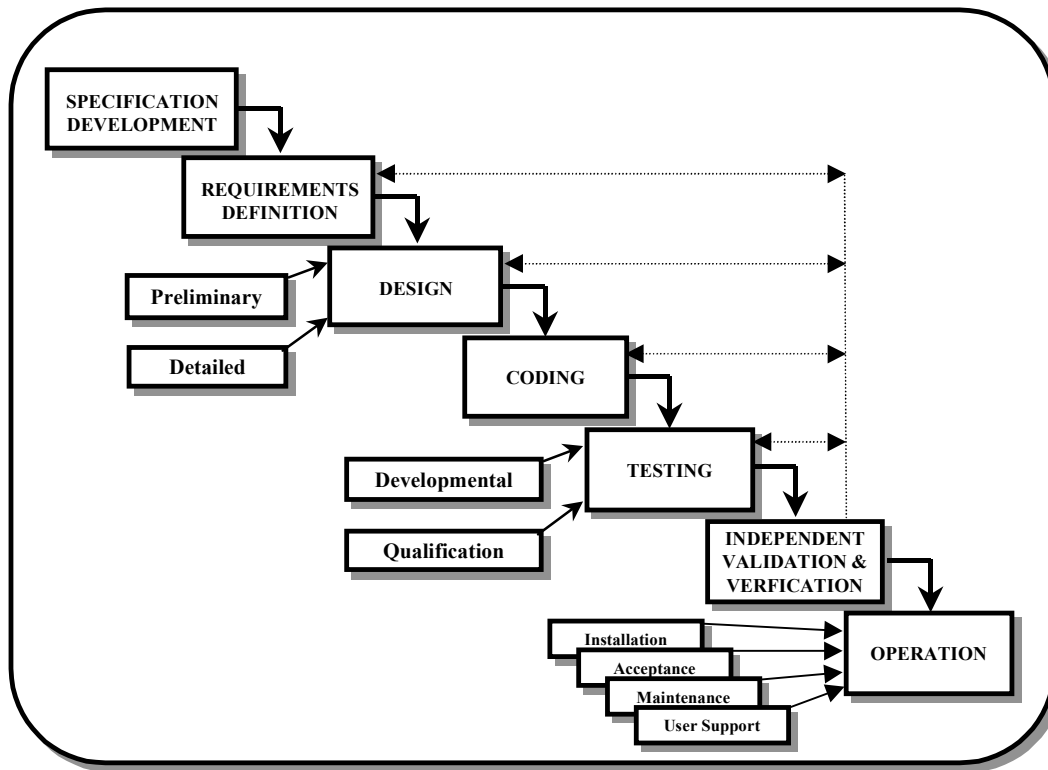 SPECIFICATION
DEVELOPMENT
REQUIREMENTS
DEFINITION
Preliminary
DESIGN
Detailed
CODING
Developmental
TESTING
Qualification
INDEPENDENT
VALIDATION &
VERFICATION
Installation
Acceptance
Maintenance
User Support
OPERATION